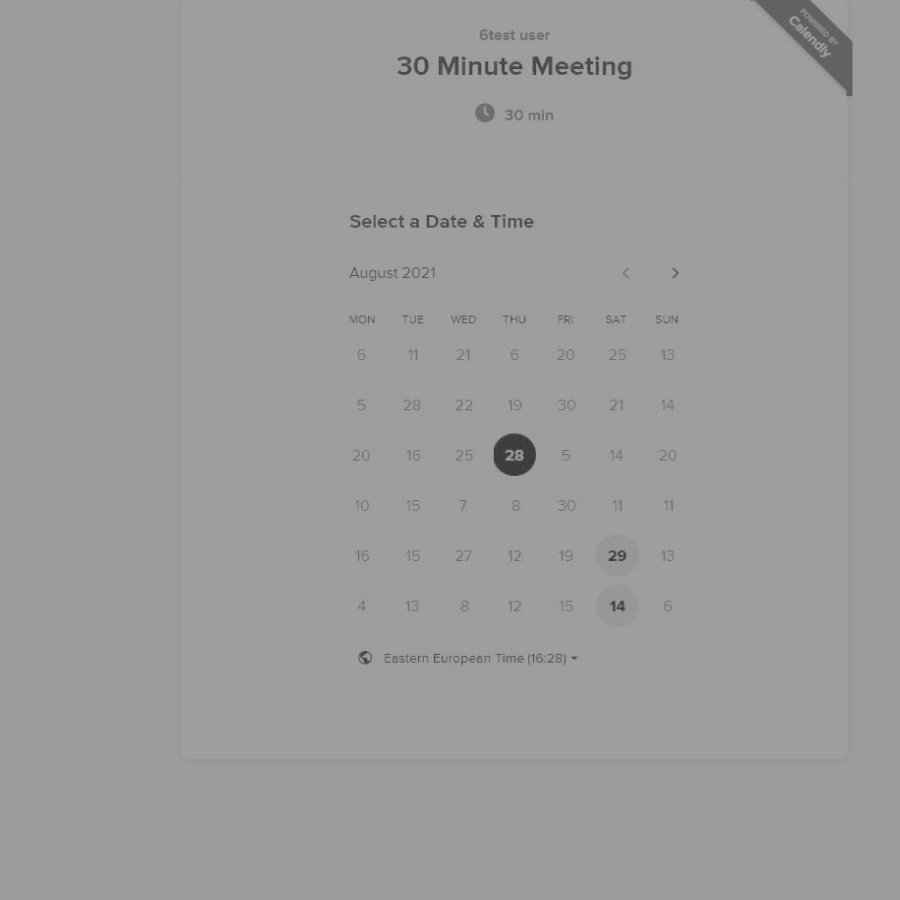 POWERED BY
Calendly
6test user
30 Minute Meeting
30 min
Select a Date & Time
August 2021
MON TUE WED THU FRI SAT SUN
6 11 21 6 20 25 13
5 28 22 19 30 21 14
20 16 25 28 5 14 20
10 15 7 8 30 11 11
16 15 27 12 19 29 13
4 13 8 12 15 14 6
Eastern European Time (16:28)